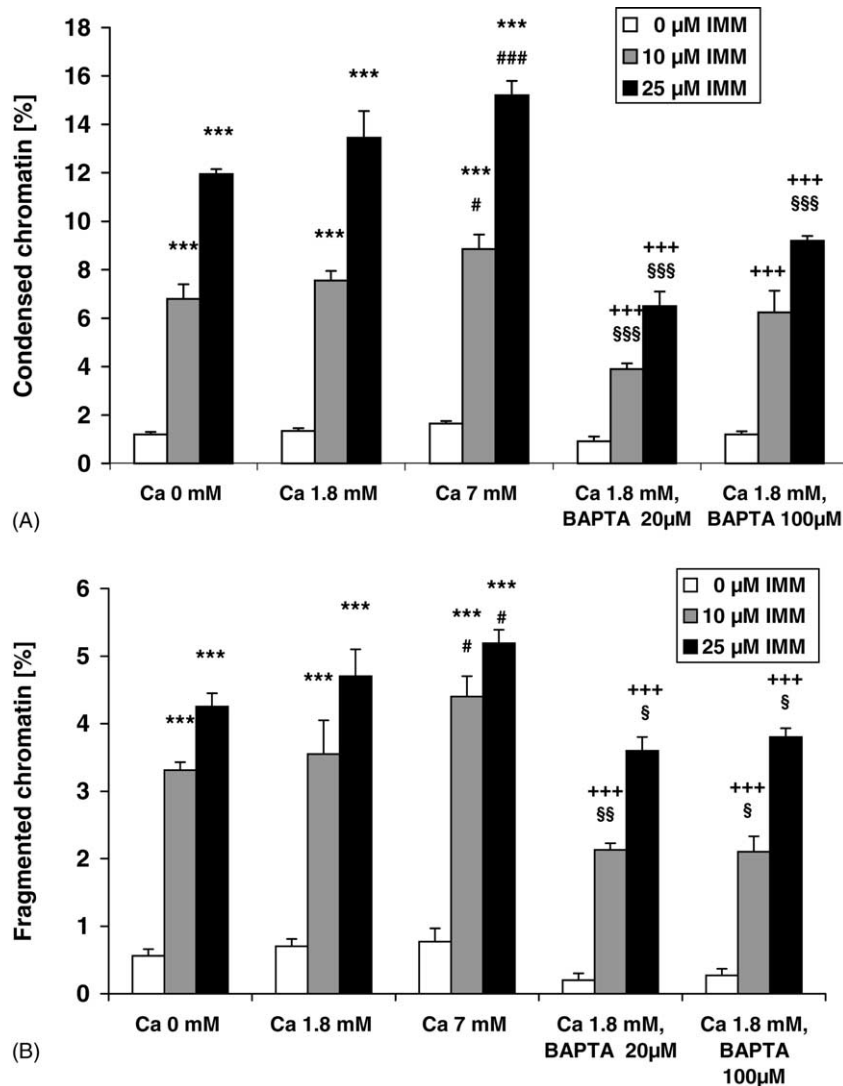 0 µM IMM
10 µM IMM
25 µM IMM
Condensed chromatin [%]
18
16
14
12
10
8
6
4
2
0
***
***
***
***
***
#
***
###
+++
§§§
+++
§§§
+++
+++
§§§
Ca 0 mM
Ca 1.8 mM
Ca 7 mM
Ca 1.8 mM,
BAPTA 20µM
Ca 1.8 mM,
BAPTA 100µM
(A)
0 µM IMM
10 µM IMM
25 µM IMM
Fragmented chromatin [%]
6
5
4
3
2
1
0
***
***
***
***
***
#
***
#
+++
§§
+++
§
+++
§
+++
§
Ca 0 mM
Ca 1.8 mM
Ca 7 mM
Ca 1.8 mM,
BAPTA 20µM
Ca 1.8 mM,
BAPTA
100µM
(B)